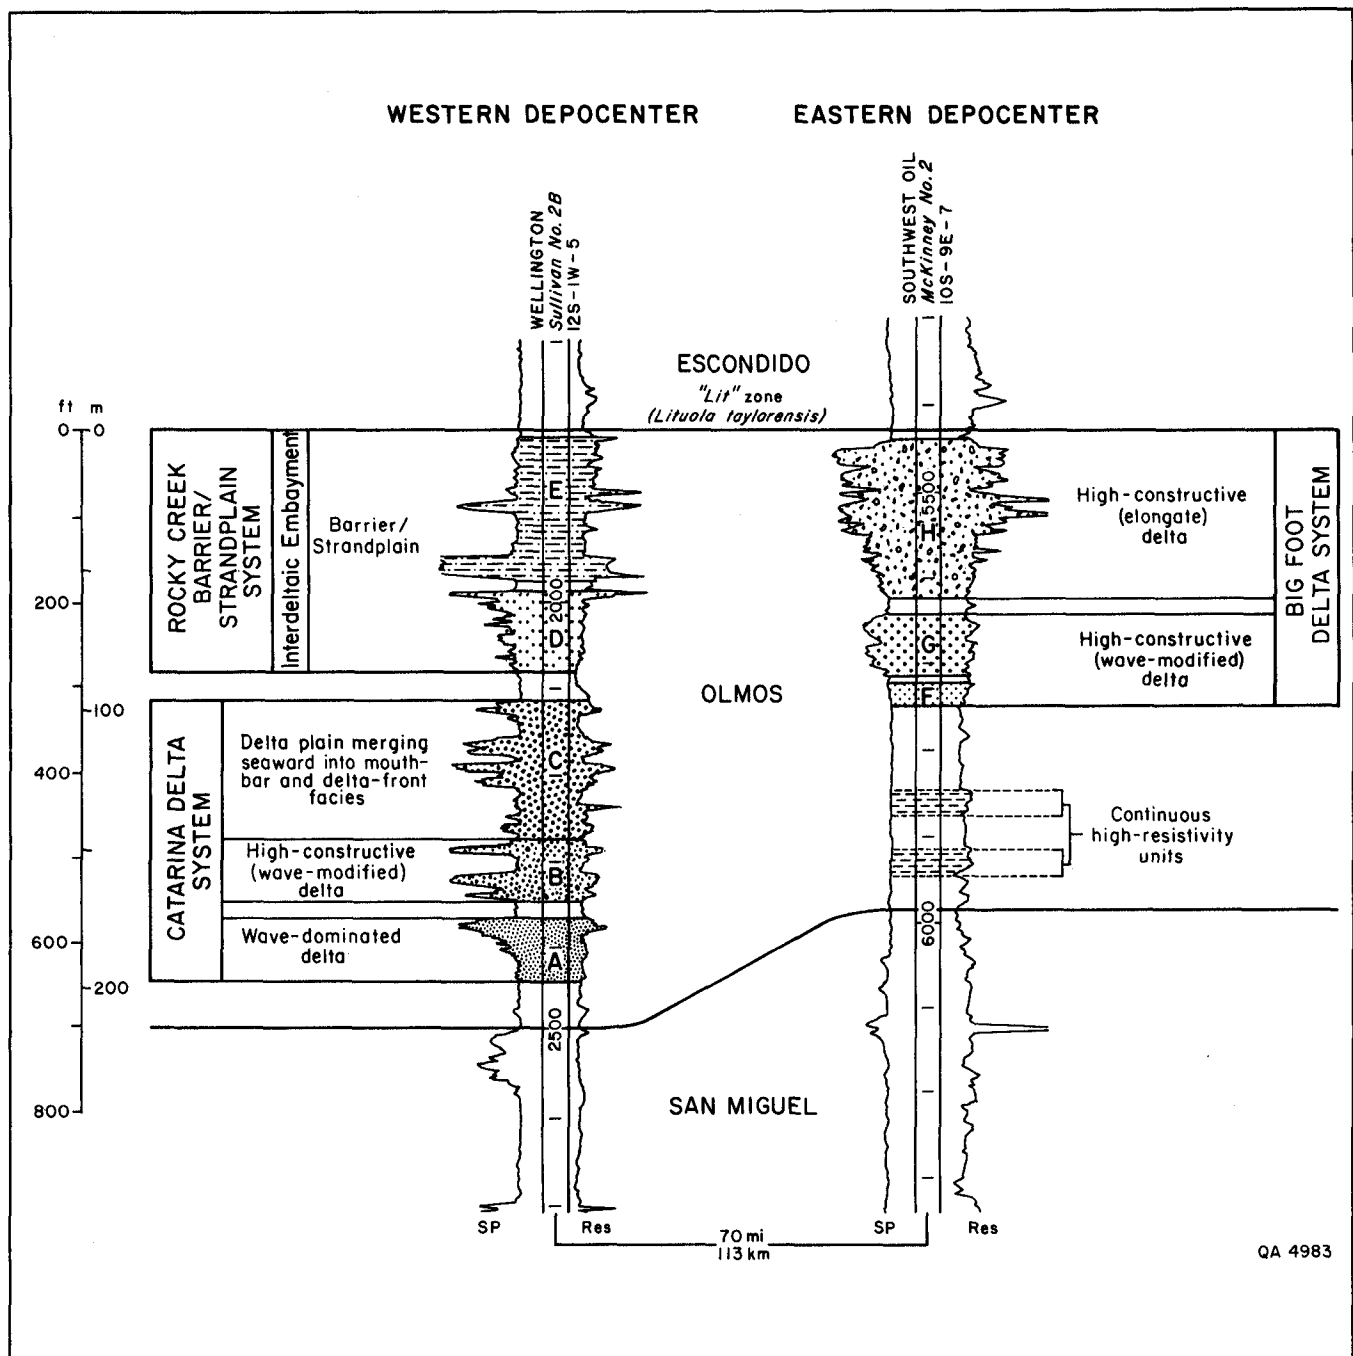 WESTERN DEPOCENTER
EASTERN DEPOCENTER
WELLINGTON
Sullivan No. 2B
12S-1W-5
SOUTHWEST OIL
McKinney No. 2
10S-9E-7
ESCONDIDO
"Lit" zone
(Lituola taylorensis)
ft m
0 0
200
100
400
600
200
800
ROCKY CREEK
BARRIER/
STRANDPLAIN
SYSTEM
Interdeltaic Embayment
Barrier/
Strandplain
CATARINA DELTA
SYSTEM
Delta plain merging
seaward into mouth-
bar and delta-front
facies
High-constructive
(wave-modified)
delta
Wave-dominated
delta
E
2000
D
C
B
A
2500
OLMOS
SAN MIGUEL
5500
H
G
F
6000
High-constructive
(elongate)
delta
High-constructive
(wave-modified)
delta
BIG FOOT
DELTA SYSTEM
Continuous
high-resistivity
units
SP
Res
70 mi
113 km
SP
Res
QA 4983